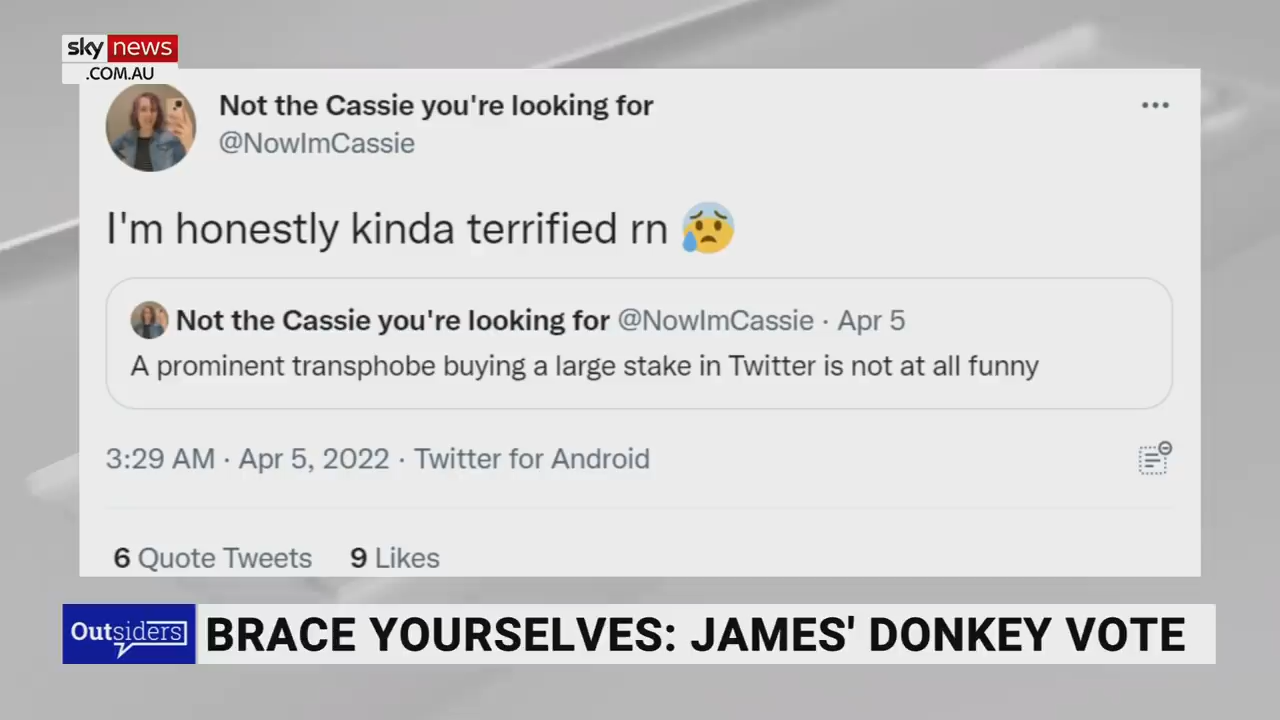 sky news
.COM.AU
Not the Cassie you're looking for
@NowImCassie
I'm honestly kinda terrified rn 😰
Not the Cassie you're looking for @NowImCassie · Apr 5
A prominent transphobe buying a large stake in Twitter is not at all funny
3:29 AM · Apr 5, 2022 · Twitter for Android
6 Quote Tweets 9 Likes
Outsiders BRACE YOURSELVES: JAMES' DONKEY VOTE